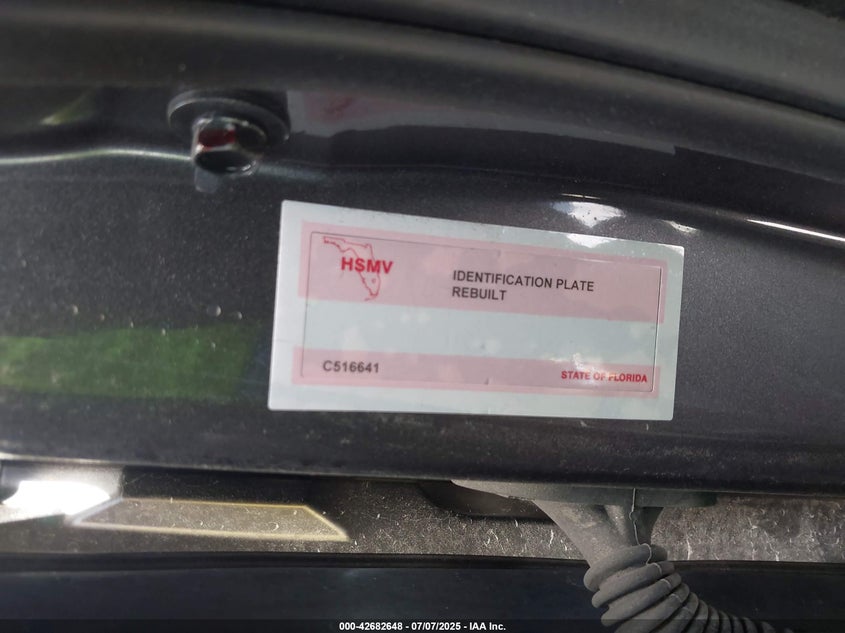 HSMV
IDENTIFICATION PLATE
REBUILT
C516641
STATE OF FLORIDA
000-42682648 - 07/07/2025 - IAA Inc.